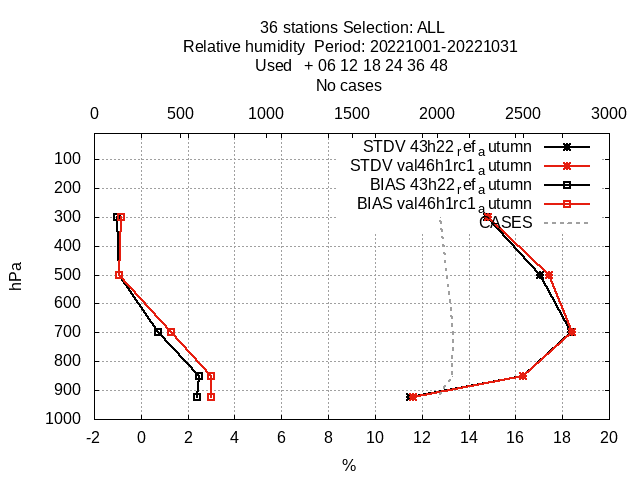 36 stations Selection: ALL
Relative humidity  Period: 20221001-20221031
Used   + 06 12 18 24 36 48
No cases
0 500 1000 1500 2000 2500 3000
STDV 43h22_ref_autumn
STDV val46h1rc1_autumn
BIAS 43h22_ref_autumn
BIAS val46h1rc1_autumn
CASES
100
200
300
400
500
600
700
800
900
1000
hPa
-2 0 2 4 6 8 10 12 14 16 18 20
%